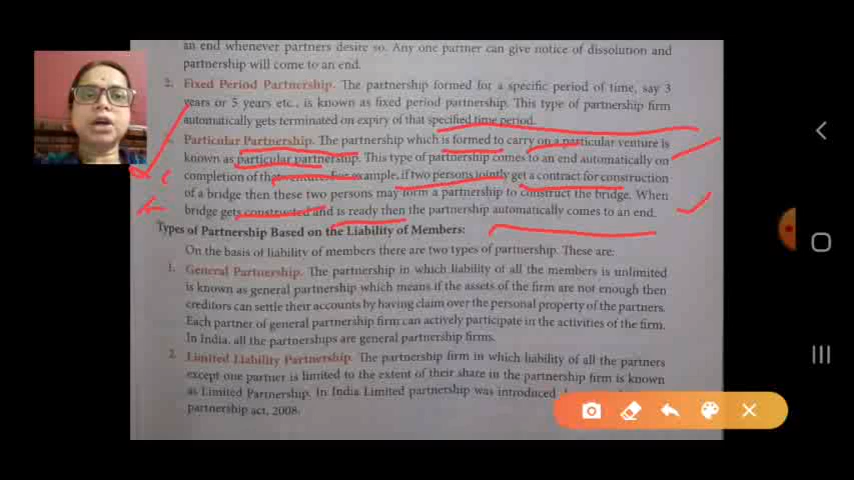 an end whenever partners desire so. Any one partner can give notice of dissolution and
partnership will come to an end.
2. Fixed Period Partnership. The partnership formed for a specific period of time, say 3
years or 5 years etc., is known as fixed period partnership. This type of partnership firm
automatically gets terminated on expiry of that specified time period.
Particular Partnership. The partnership which is formed to carry on a particular venture is
known as particular partnership. This type of partnership comes to an end automatically on
completion of that venture. For example, if two persons jointly get a contract for construction
of a bridge then these two persons may form a partnership to construct the bridge. When
bridge gets constructed and is ready then the partnership automatically comes to an end.
Types of Partnership Based on the Liability of Members:
On the basis of liability of members there are two types of partnership. These are:
1. General Partnership. The partnership in which liability of all the members is unlimited
is known as general partnership which means if the assets of the firm are not enough then
creditors can settle their accounts by having claim over the personal property of the partners.
Each partner of general partnership firm can actively participate in the activities of the firm.
In India, all the partnerships are general partnership firms.
2. Limited Liability Partnership. The partnership firm in which liability of all the partners
except one partner is limited to the extent of their share in the partnership firm is known
as Limited Partnership. In India Limited partnership was introduced
partnership act, 2008.